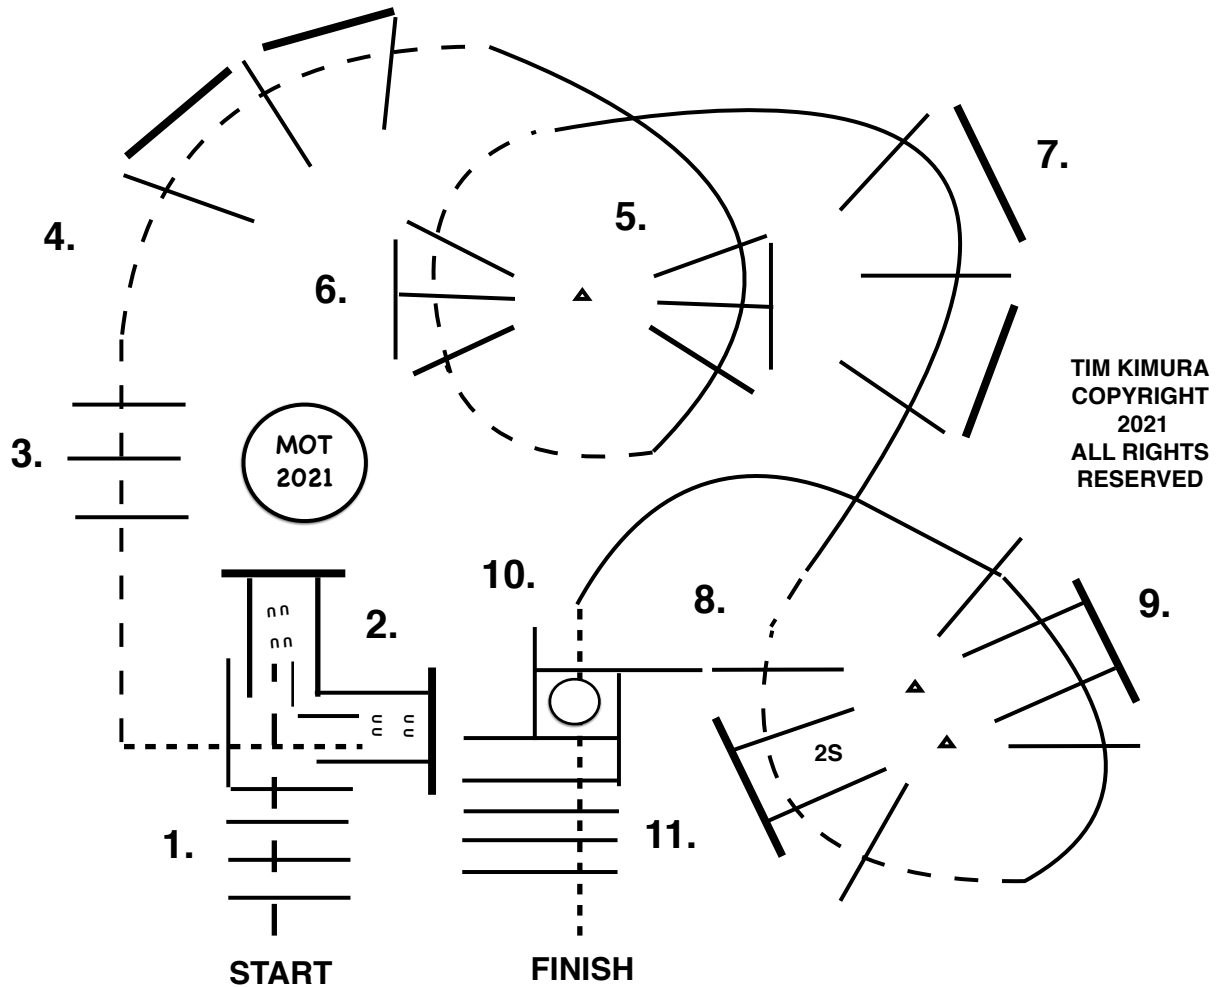 7.
5.
4.
6.
TIM KIMURA
COPYRIGHT
2021
ALL RIGHTS
RESERVED
MOT
2021
3.
10.
8.
9.
2.
2S
1.
11.
START
FINISH